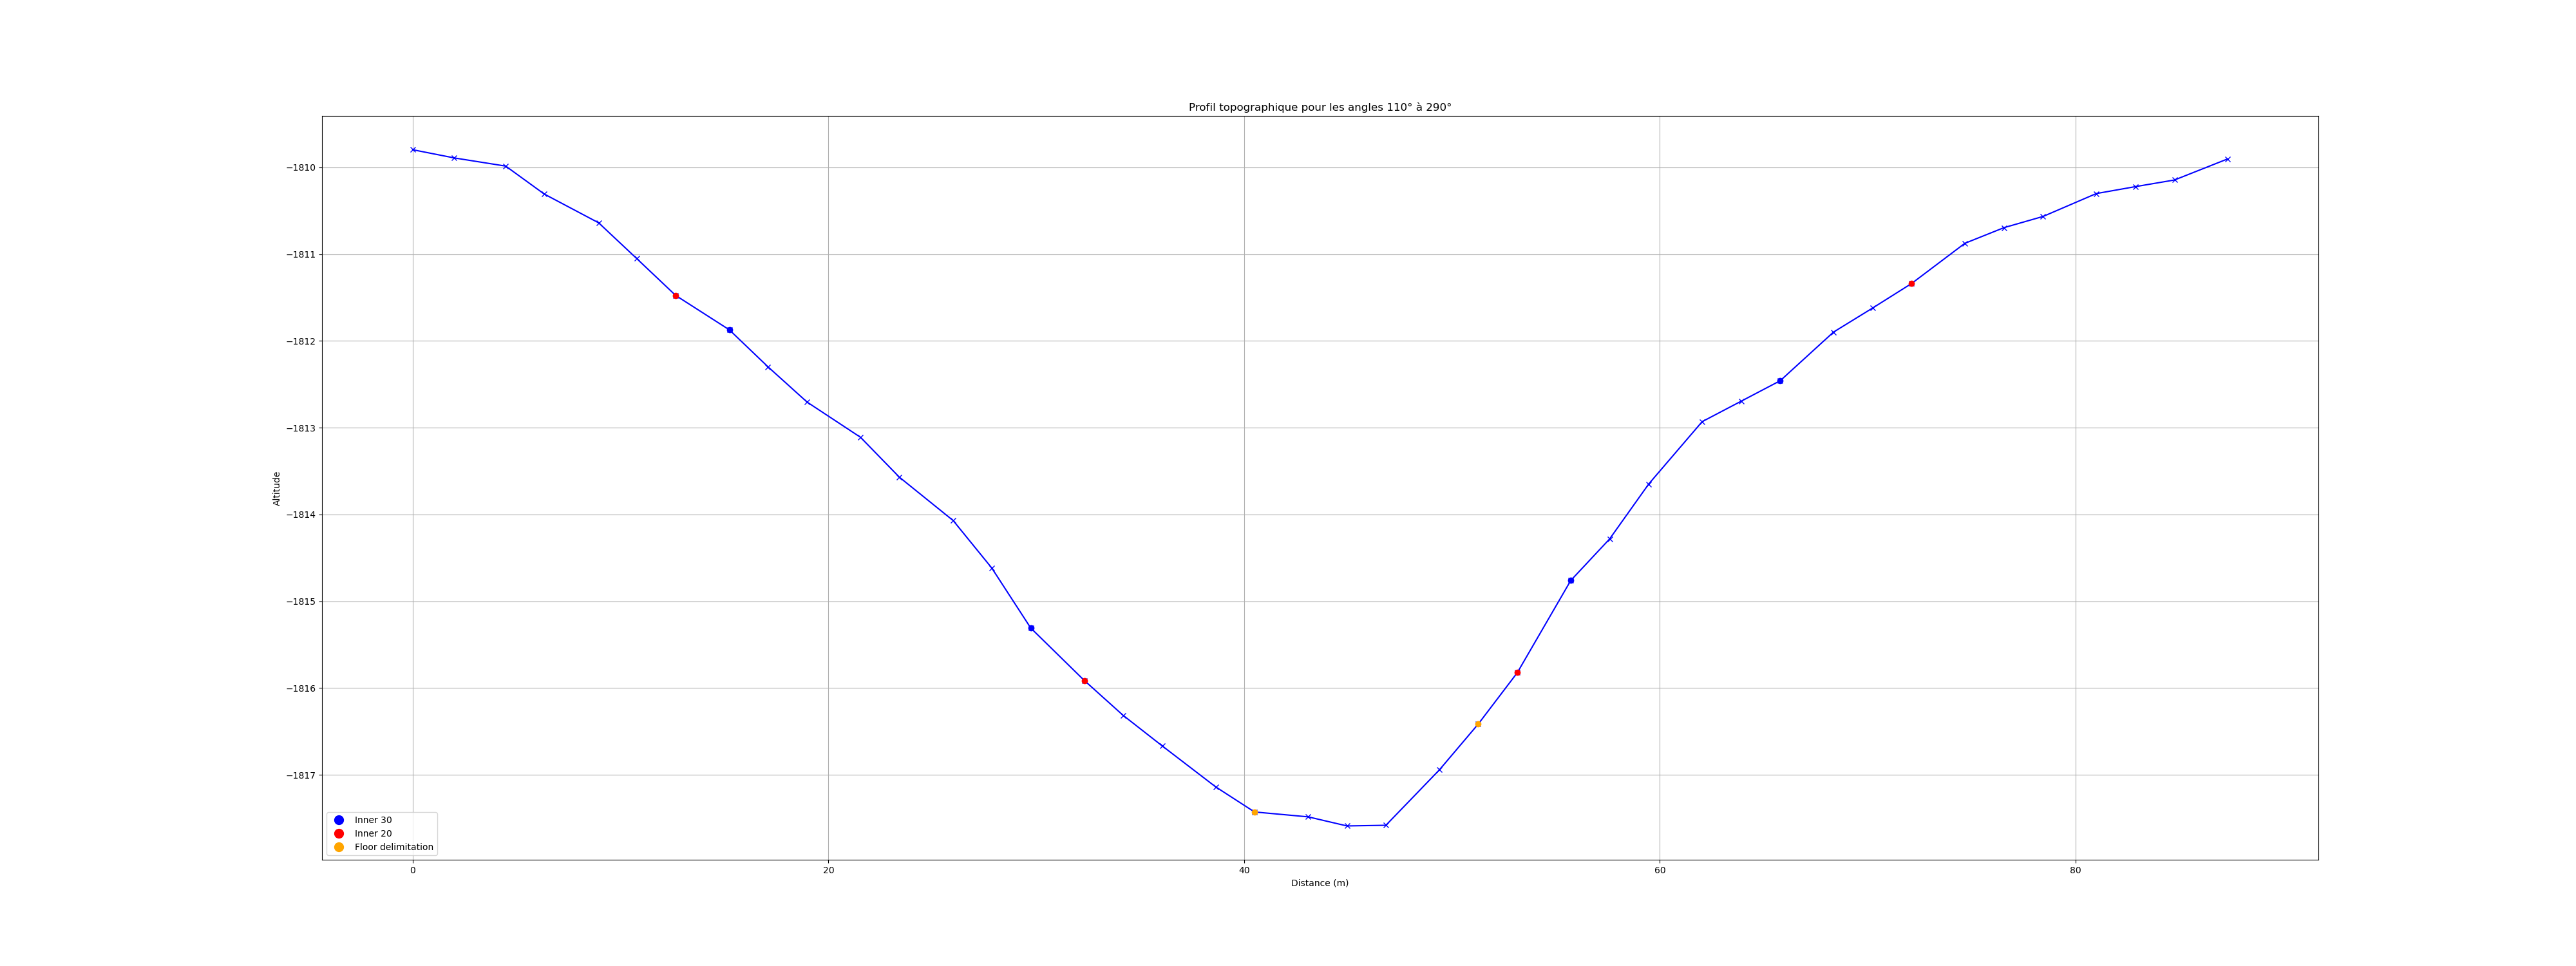 Profil topographique pour les angles 110° à 290°
Altitude
−1810
−1811
−1812
−1813
−1814
−1815
−1816
−1817
Inner 30
Inner 20
Floor delimitation
0 20 40 60 80
Distance (m)